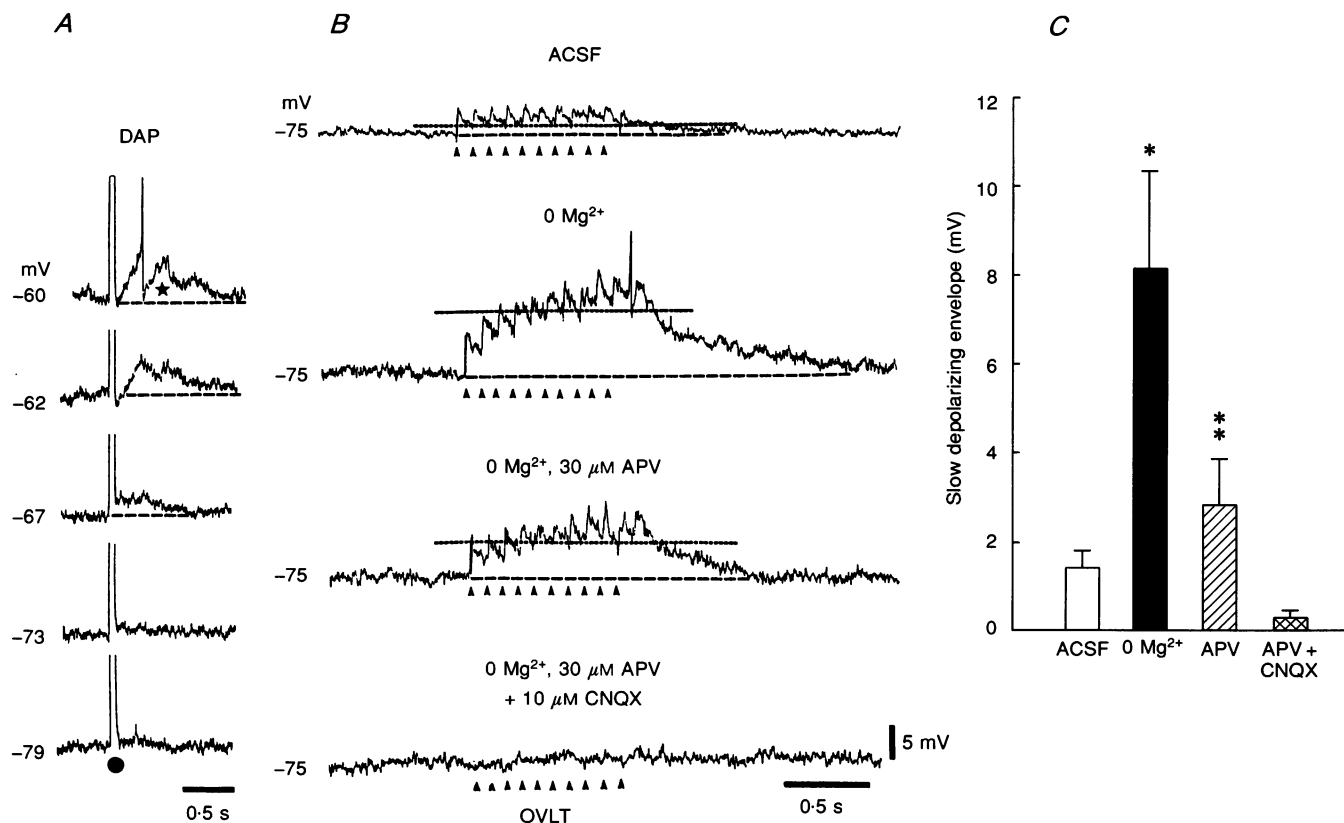 A
DAP
mV
−60
−62
−67
−73
−79
0·5 s
B
ACSF
mV
−75
0 Mg²⁺
−75
0 Mg²⁺, 30 μM APV
−75
0 Mg²⁺, 30 μM APV
+ 10 μM CNQX
−75
5 mV
0·5 s
OVLT
C
Slow depolarizing envelope (mV)
12
10
8
6
4
2
0
*
*
*
ACSF
0 Mg²⁺
APV
APV +
CNQX